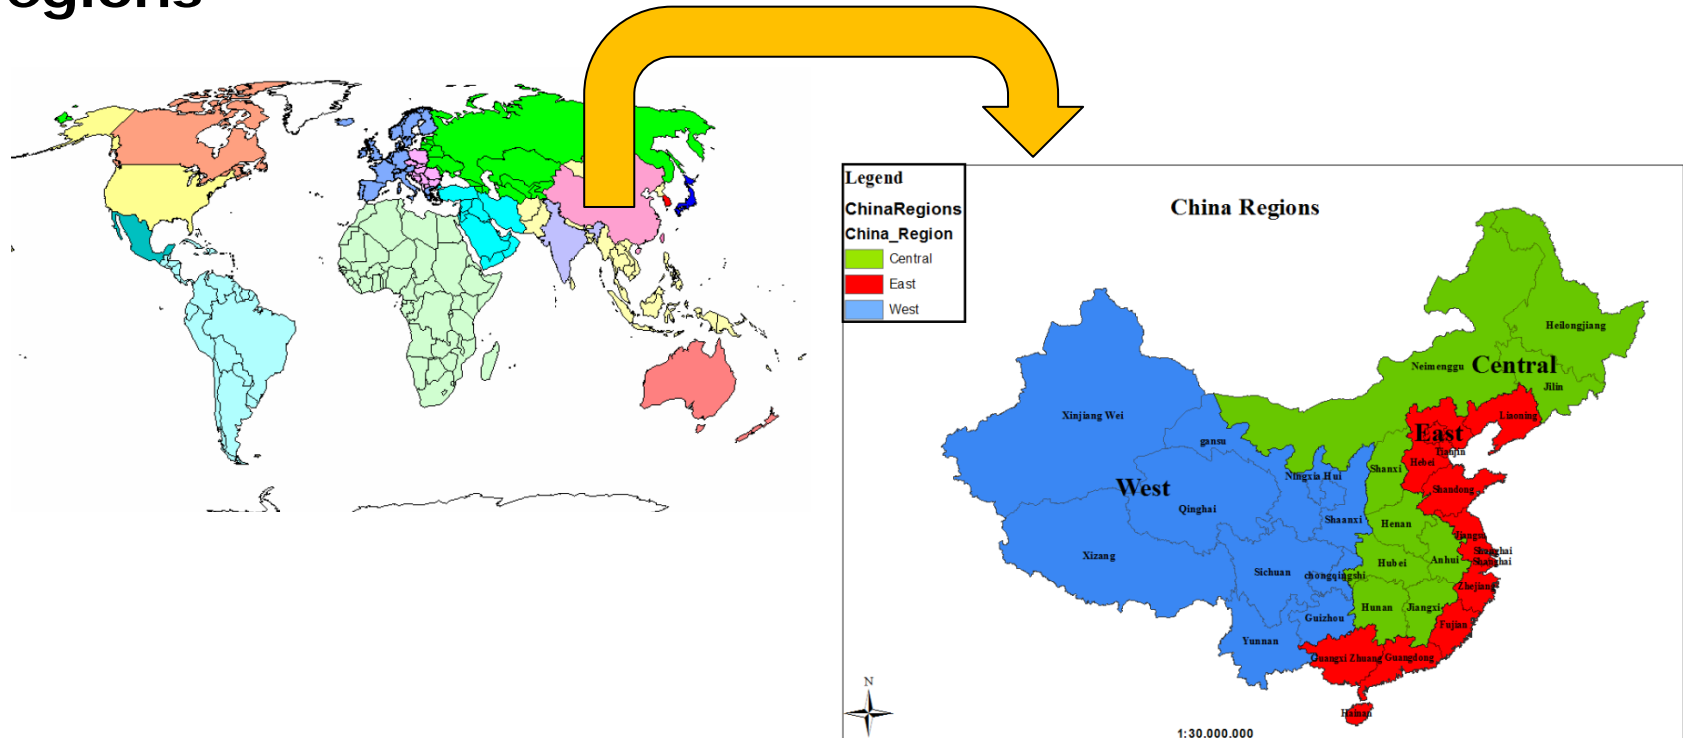 egions
Legend
ChinaRegions
China_Region
Central
East
West
China Regions
Heilongjiang
Neimenggu
Central
Jilin
Liaoning
Xinjiang Wei
gansu
East
Tianjin
Hebei
Shanxi
Ningxia Hui
West
Shandong
Qinghai
Shaanxi
Henan
Jiangsu
Shanghai
Shanghai
Xizang
Anhui
Hubei
Sichuan
chongqingshi
Zhejiang
Hunan
Jiangxi
Guizhou
Fujian
Yunnan
Guangxi Zhuang
Guangdong
Hainan
N
1:30.000.000